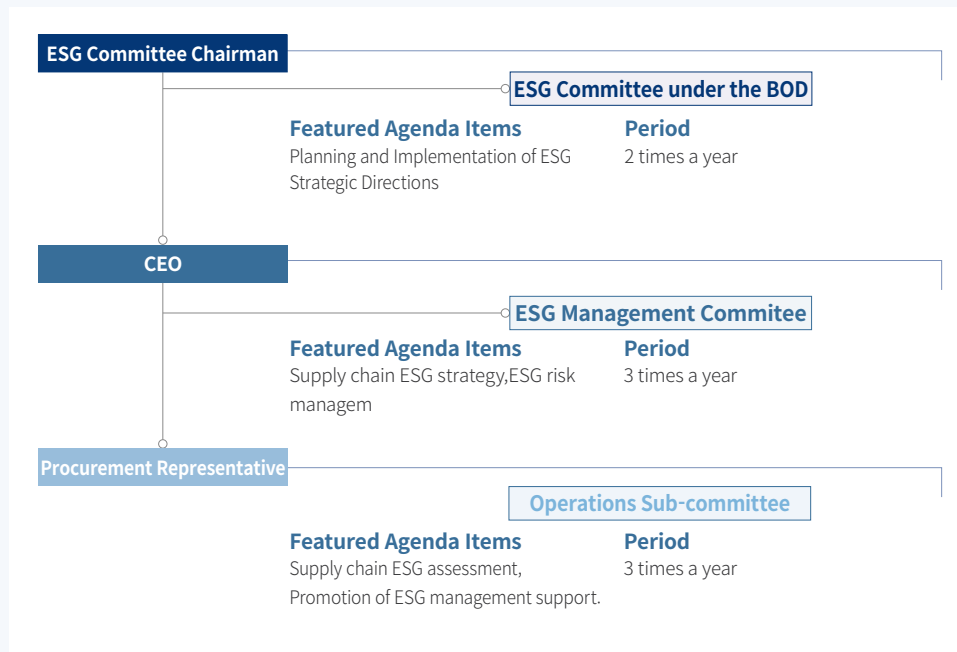 ESG Committee Chairman
ESG Committee under the BOD
Featured Agenda Items
Period
Planning and Implementation of ESG
Strategic Directions
2 times a year
CEO
ESG Management Commitee
Featured Agenda Items
Period
Supply chain ESG strategy,ESG risk
managem
3 times a year
Procurement Representative
Operations Sub-committee
Featured Agenda Items
Period
Supply chain ESG assessment,
Promotion of ESG management support.
3 times a year